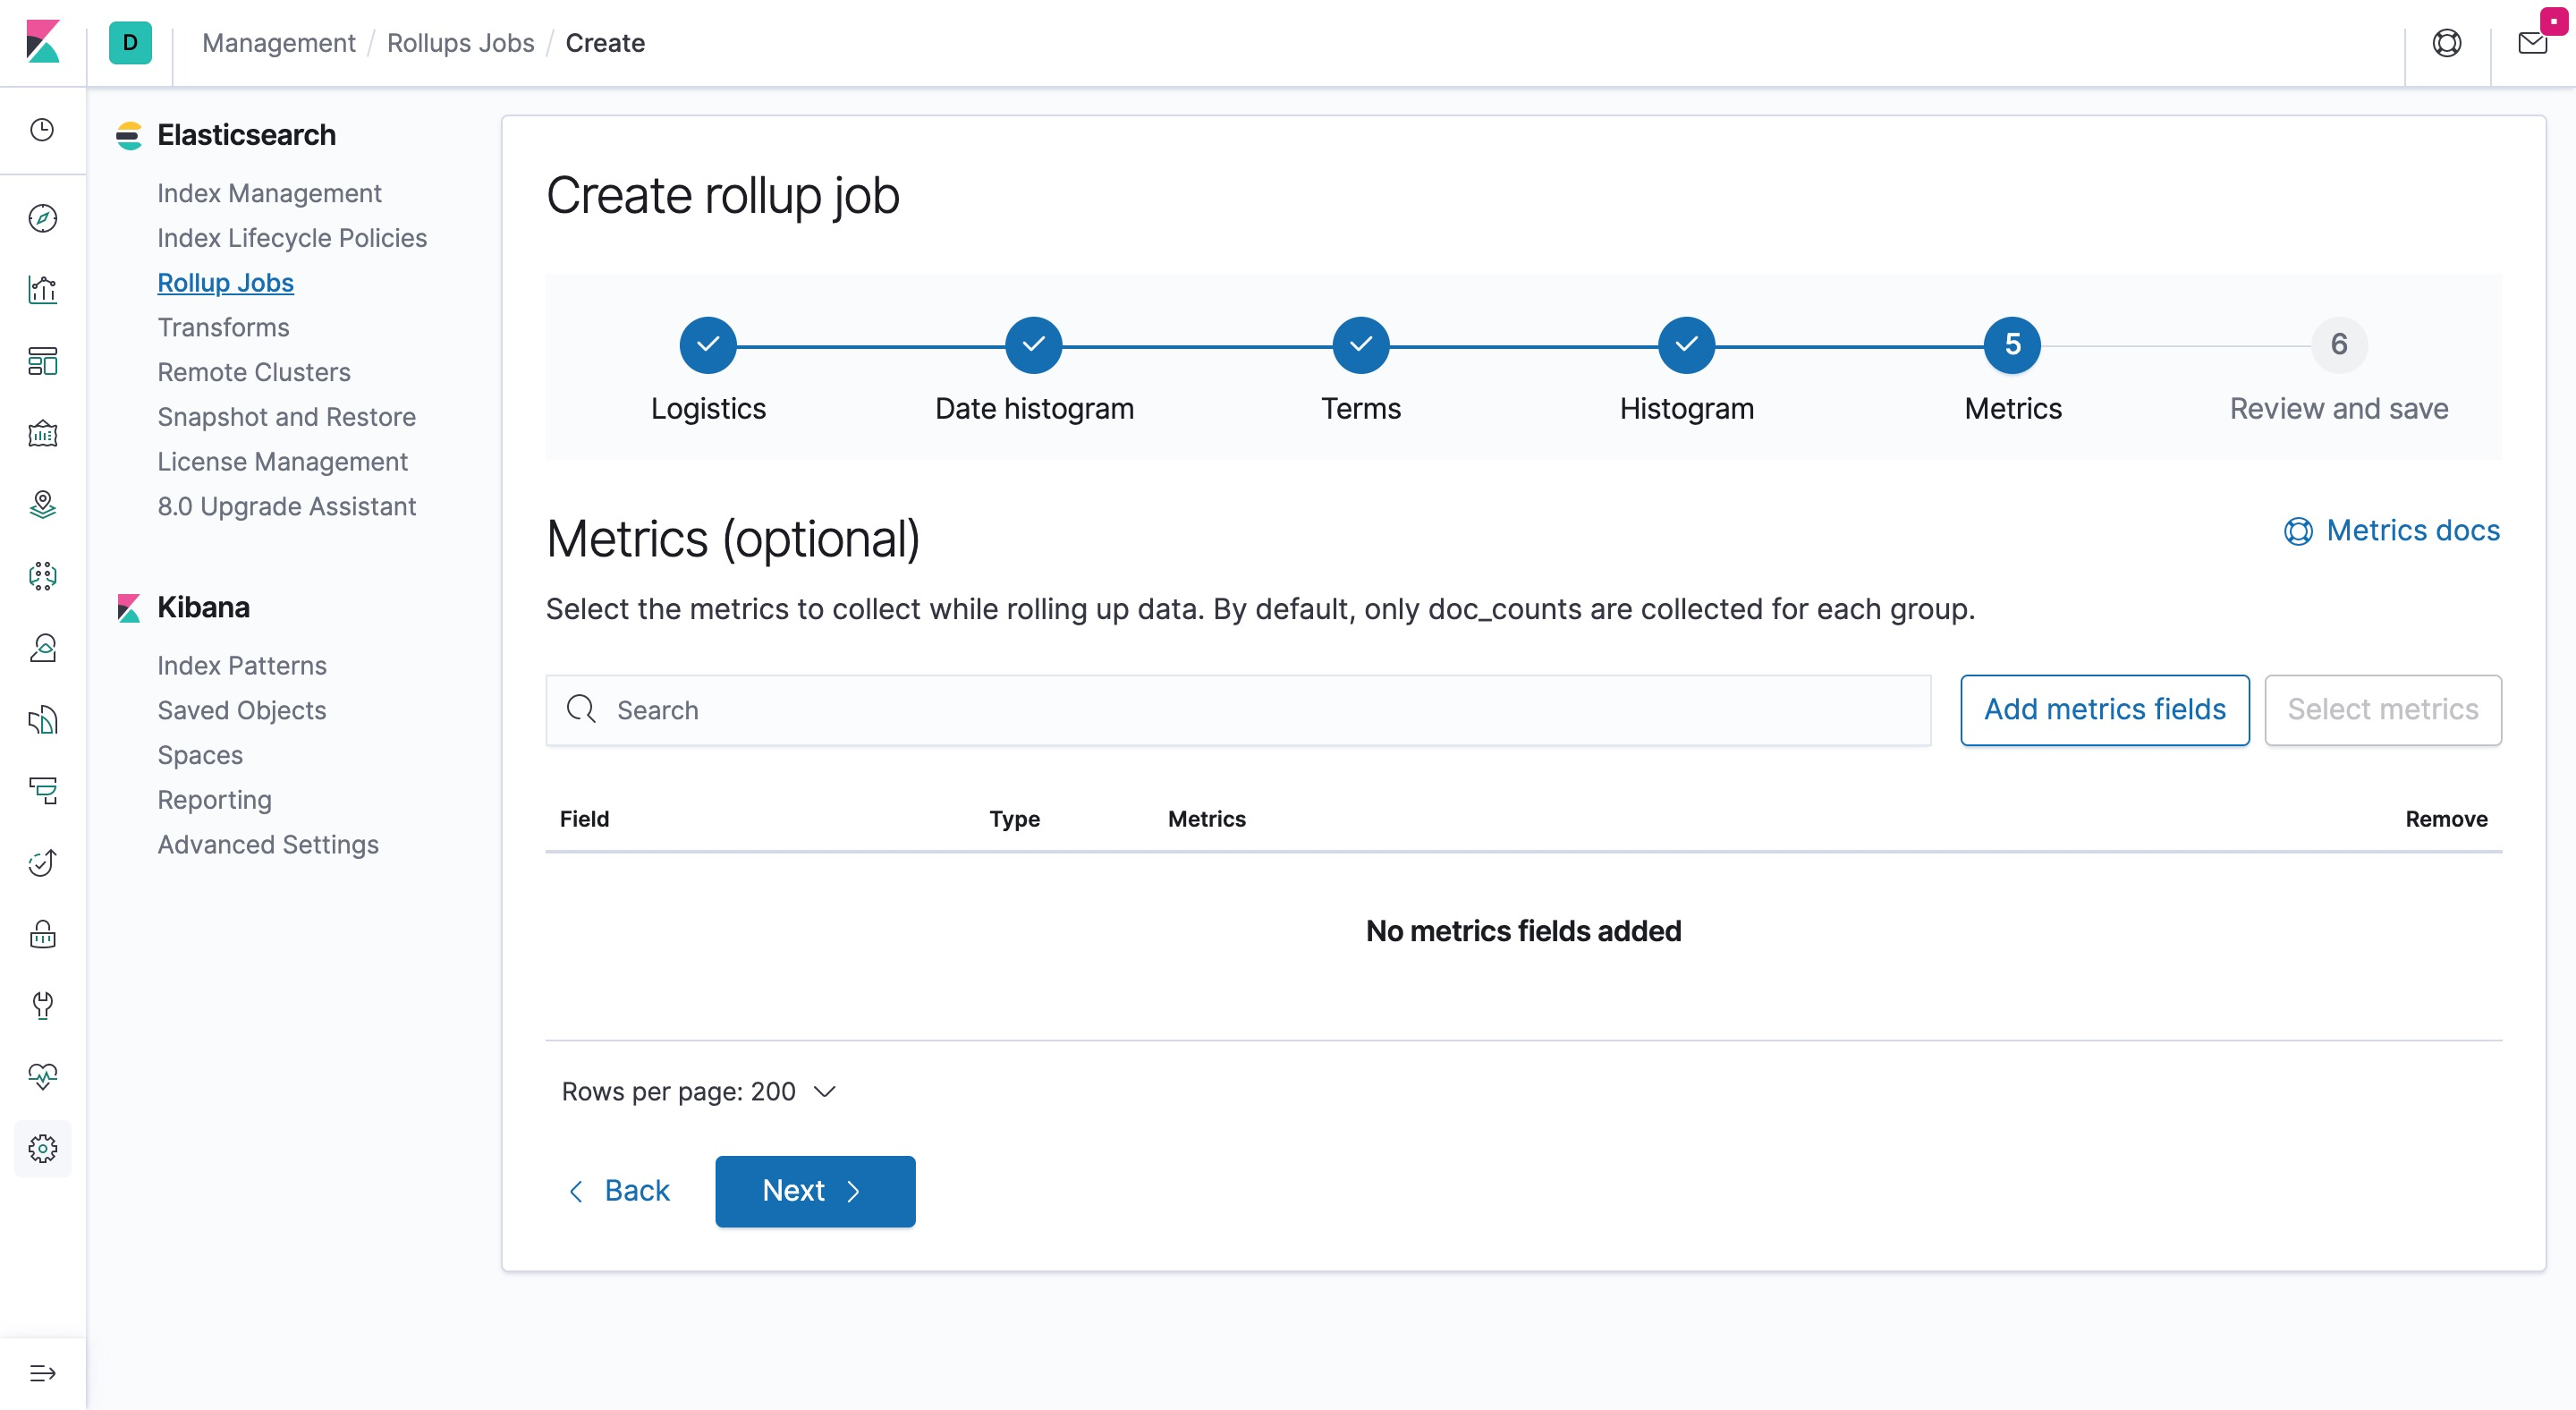 D Management / Rollups Jobs / Create
Elasticsearch
Index Management
Index Lifecycle Policies
Rollup Jobs
Transforms
Remote Clusters
Snapshot and Restore
License Management
8.0 Upgrade Assistant
Kibana
Index Patterns
Saved Objects
Spaces
Reporting
Advanced Settings
Create rollup job
5 6
Logistics Date histogram Terms Histogram Metrics Review and save
Metrics (optional) Metrics docs
Select the metrics to collect while rolling up data. By default, only doc_counts are collected for each group.
Search Add metrics fields Select metrics
Field Type Metrics Remove
No metrics fields added
Rows per page: 200
Back Next